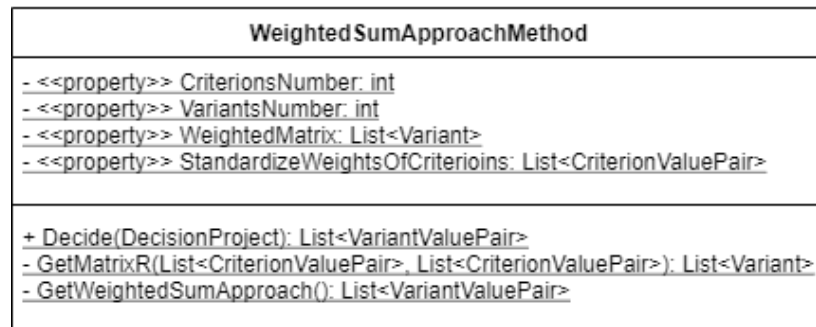 WeightedSumApproachMethod
- <<property>> CriterionsNumber: int
- <<property>> VariantsNumber: int
- <<property>> WeightedMatrix: List<Variant>
- <<property>> StandardizeWeightsOfCriterioins: List<CriterionValuePair>
+ Decide(DecisionProject): List<VariantValuePair>
- GetMatrixR(List<CriterionValuePair>, List<CriterionValuePair>): List<Variant>
- GetWeightedSumApproach(): List<VariantValuePair>